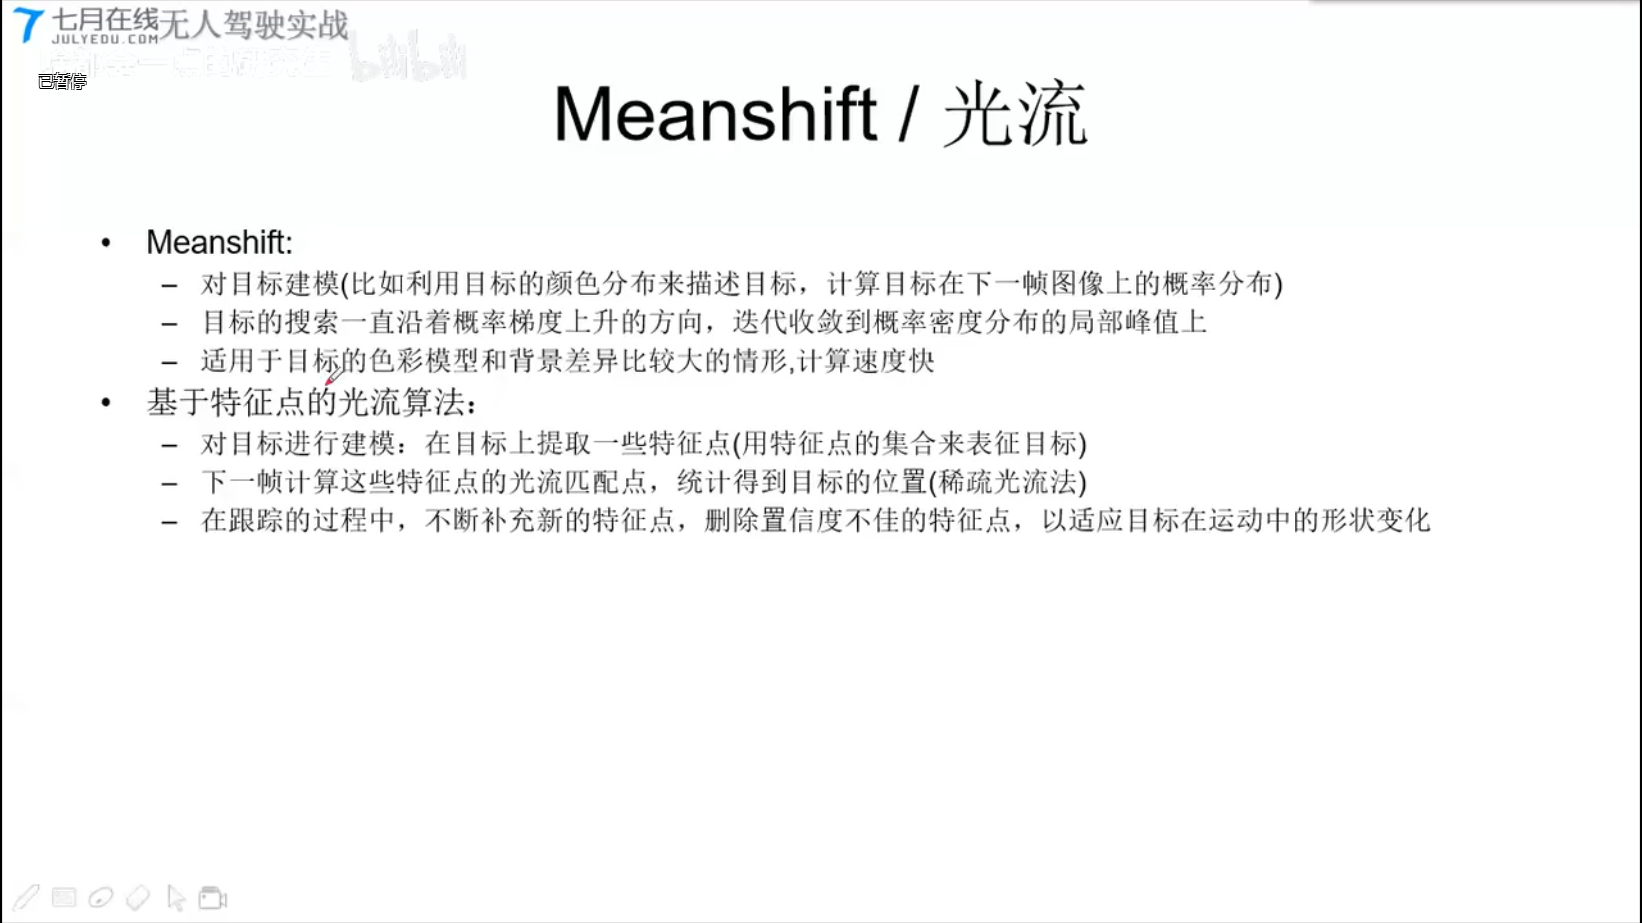 七月在线
JULYEDU.COM
无人驾驶实战
bilibili
已暂停
Meanshift / 光流
• Meanshift:
– 对目标建模(比如利用目标的颜色分布来描述目标，计算目标在下一帧图像上的概率分布)
– 目标的搜索一直沿着概率梯度上升的方向，迭代收敛到概率密度分布的局部峰值上
– 适用于目标的色彩模型和背景差异比较大的情形,计算速度快
• 基于特征点的光流算法：
– 对目标进行建模：在目标上提取一些特征点(用特征点的集合来表征目标)
– 下一帧计算这些特征点的光流匹配点，统计得到目标的位置(稀疏光流法)
– 在跟踪的过程中，不断补充新的特征点，删除置信度不佳的特征点，以适应目标在运动中的形状变化